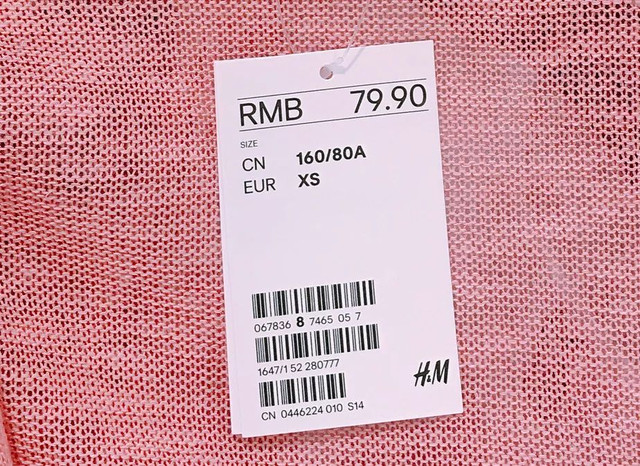 RMB 79.90
SIZE
CN 160/80A
EUR XS
067836 8 7465 05 7
1647/1 52 280777
CN 0446224 010 S14
H&M